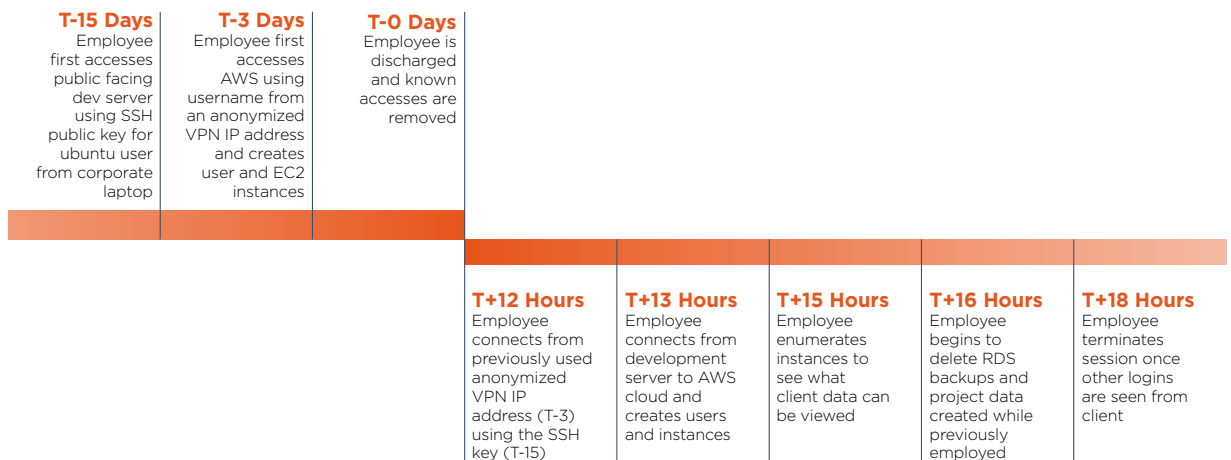 T-15 Days
Employee
first accesses
public facing
dev server
using SSH
public key for
ubuntu user
from corporate
laptop
T-3 Days
Employee first
accesses
AWS using
username from
an anonymized
VPN IP address
and creates
user and EC2
instances
T-0 Days
Employee is
discharged
and known
accesses are
removed
T+12 Hours
Employee
connects from
previously used
anonymized
VPN IP
address (T-3)
using the SSH
key (T-15)
T+13 Hours
Employee
connects from
development
server to AWS
cloud and
creates users
and instances
T+15 Hours
Employee
enumerates
instances to
see what
client data can
be viewed
T+16 Hours
Employee
begins to
delete RDS
backups and
project data
created while
previously
employed
T+18 Hours
Employee
terminates
session once
other logins
are seen from
client